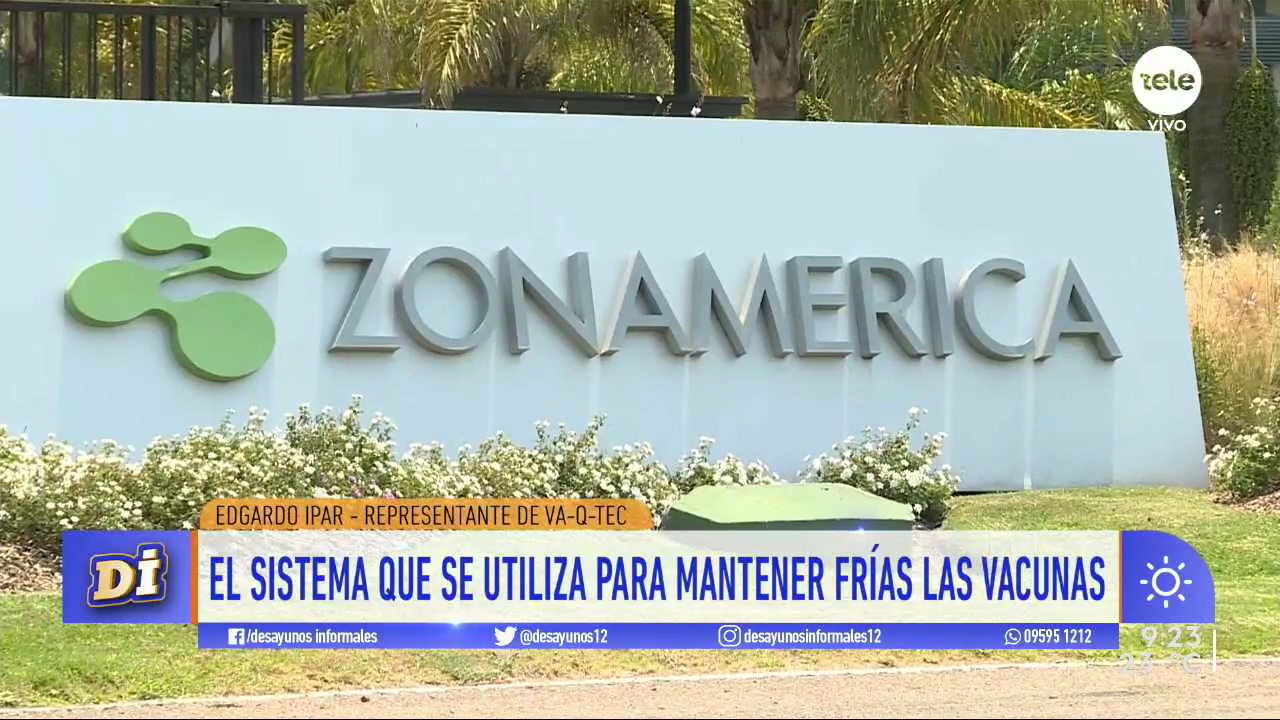 tele
VIVO
ZONAMERICA
EDGARDO IPAR - REPRESENTANTE DE VA-Q-TEC
Di
EL SISTEMA QUE SE UTILIZA PARA MANTENER FRÍAS LAS VACUNAS
/desayunos informales
@desayunos12
desayunosinformales12
09595 1212
9:23